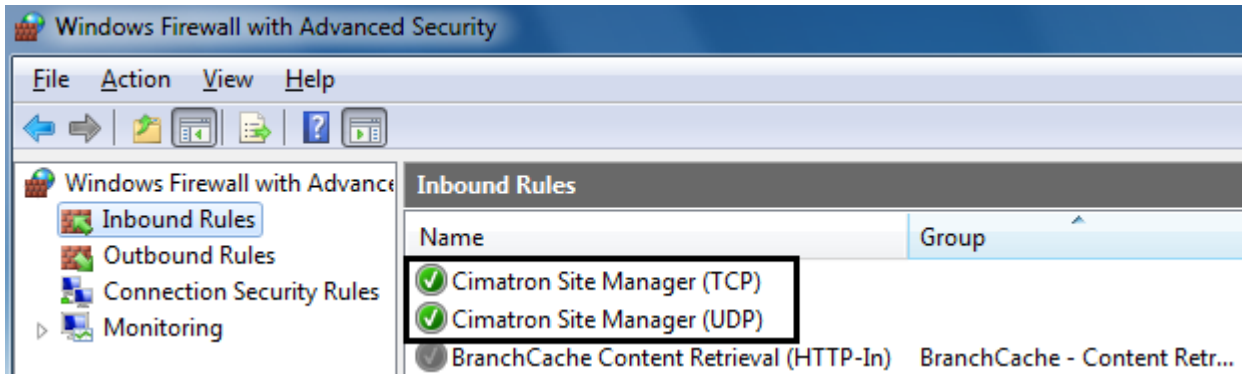 Windows Firewall with Advanced Security
File Action View Help
Windows Firewall with Advance
Inbound Rules
Outbound Rules
Connection Security Rules
Monitoring
Inbound Rules
Name Group
Cimatron Site Manager (TCP)
Cimatron Site Manager (UDP)
BranchCache Content Retrieval (HTTP-In) BranchCache - Content Retr...